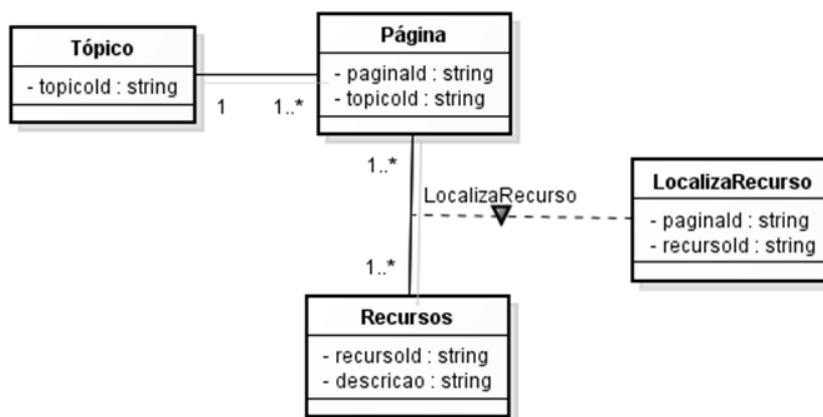 Tópico
- topicoId : string
1
1..*
Página
- paginaId : string
- topicoId : string
1..*
LocalizaRecurso
1..*
LocalizaRecurso
- paginaId : string
- recursoId : string
Recursos
- recursoId : string
- descricao : string